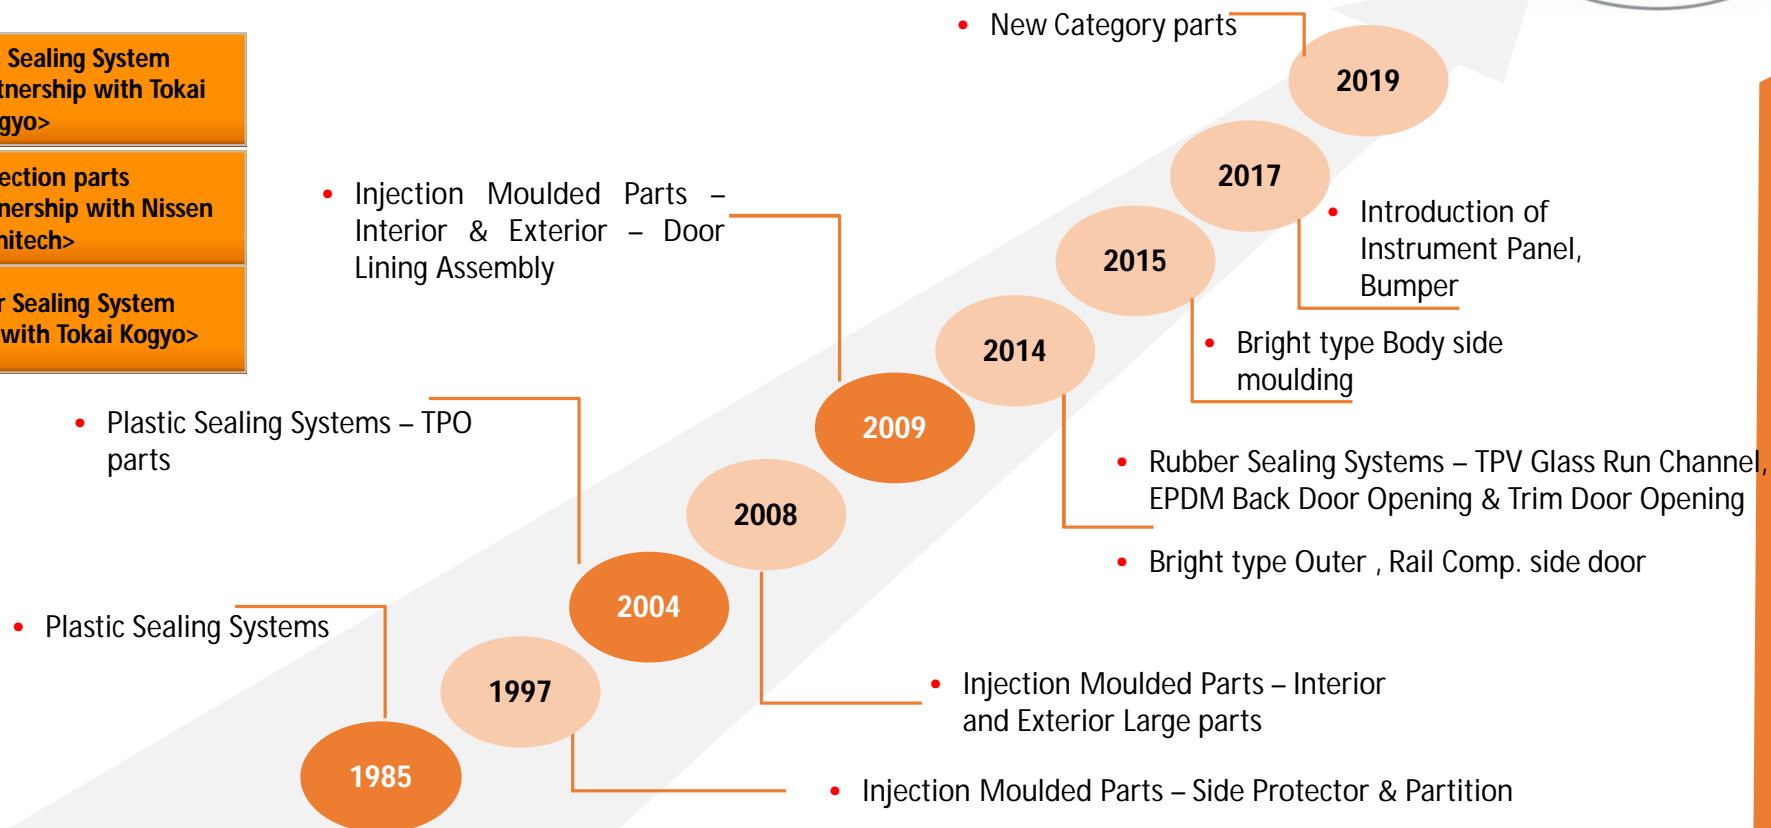 • New Category parts
2019
Sealing System
tnership with Tokai
gyo>
ection parts
nership with Nissen
nitech>
r Sealing System
with Tokai Kogyo>
2017
• Injection Moulded Parts –
Interior & Exterior – Door
Lining Assembly
• Introduction of
Instrument Panel,
Bumper
2015
2014
• Bright type Body side
moulding
• Plastic Sealing Systems – TPO
parts
2009
• Rubber Sealing Systems – TPV Glass Run Channel,
EPDM Back Door Opening & Trim Door Opening
2008
• Bright type Outer , Rail Comp. side door
2004
• Plastic Sealing Systems
1997
• Injection Moulded Parts – Interior
and Exterior Large parts
1985
• Injection Moulded Parts – Side Protector & Partition